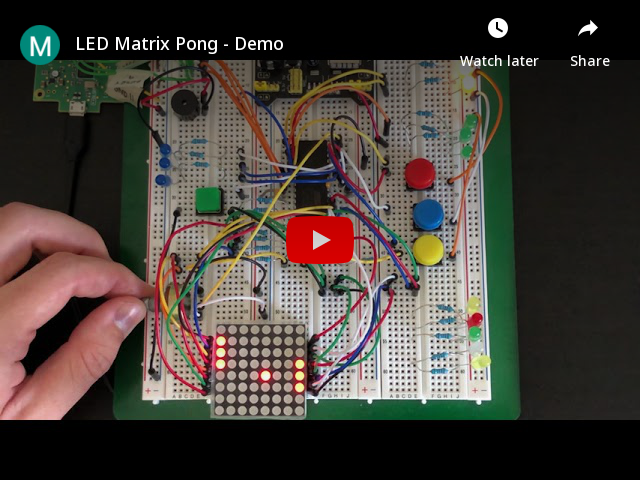 M
LED Matrix Pong - Demo
Watch later
Share
A B C D E
F G H I J
A B C D E
F G H I J